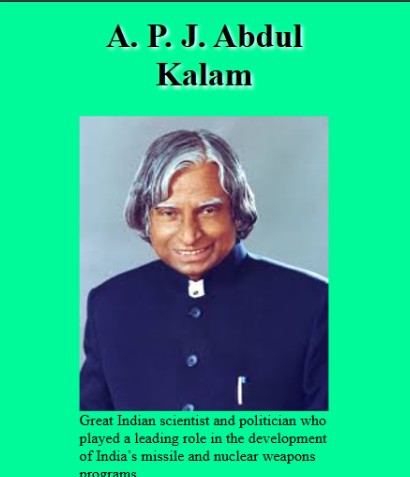 A. P. J. Abdul
Kalam
Great Indian scientist and politician who
played a leading role in the development
of India's missile and nuclear weapons
programs